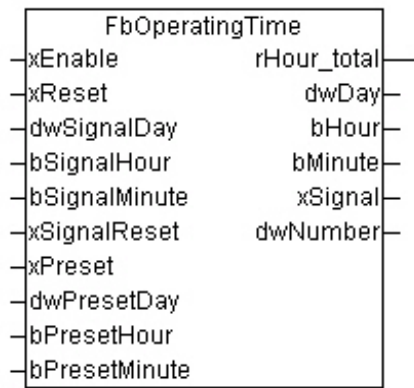 FbOperatingTime
xEnable rHour_total
xReset dwDay
dwSignalDay bHour
bSignalHour bMinute
bSignalMinute xSignal
xSignalReset dwNumber
xPreset
dwPresetDay
bPresetHour
bPresetMinute